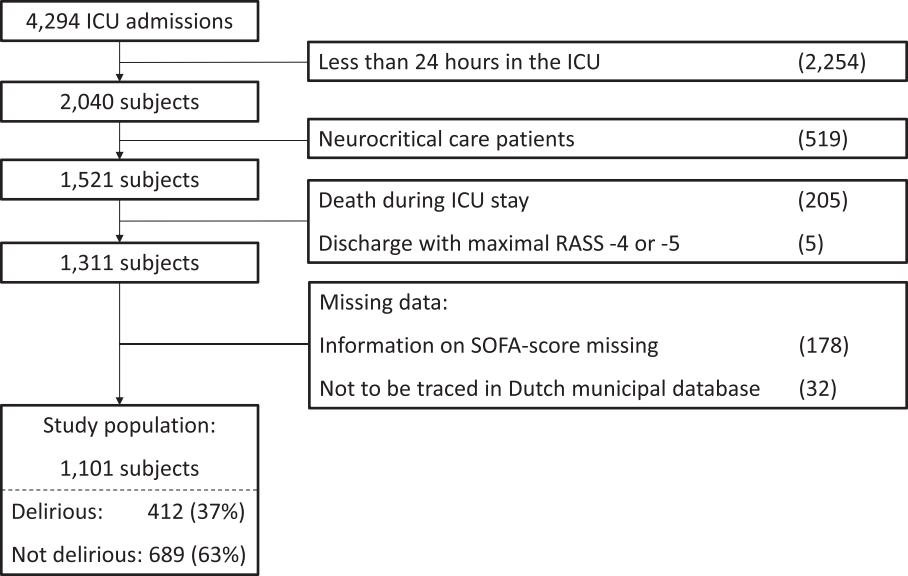 4,294 ICU admissions
Less than 24 hours in the ICU (2,254)
2,040 subjects
Neurocritical care patients (519)
1,521 subjects
Death during ICU stay (205)
Discharge with maximal RASS -4 or -5 (5)
1,311 subjects
Missing data:
Information on SOFA-score missing (178)
Not to be traced in Dutch municipal database (32)
Study population:
1,101 subjects
Delirious: 412 (37%)
Not delirious: 689 (63%)